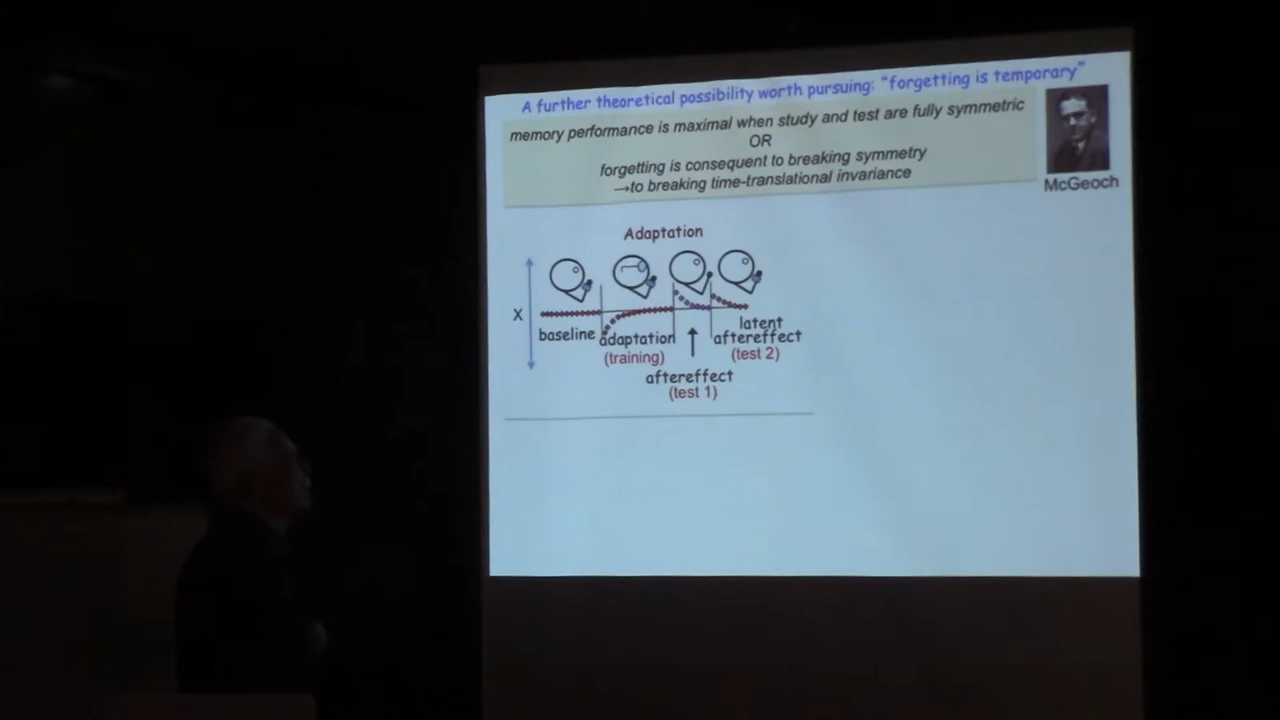 A further theoretical possibility worth pursuing: "forgetting is temporary"
memory performance is maximal when study and test are fully symmetric
OR
forgetting is consequent to breaking symmetry
→to breaking time-translational invariance
McGeoch
Adaptation
X
baseline
adaptation
(training)
aftereffect
(test 1)
latent
aftereffect
(test 2)